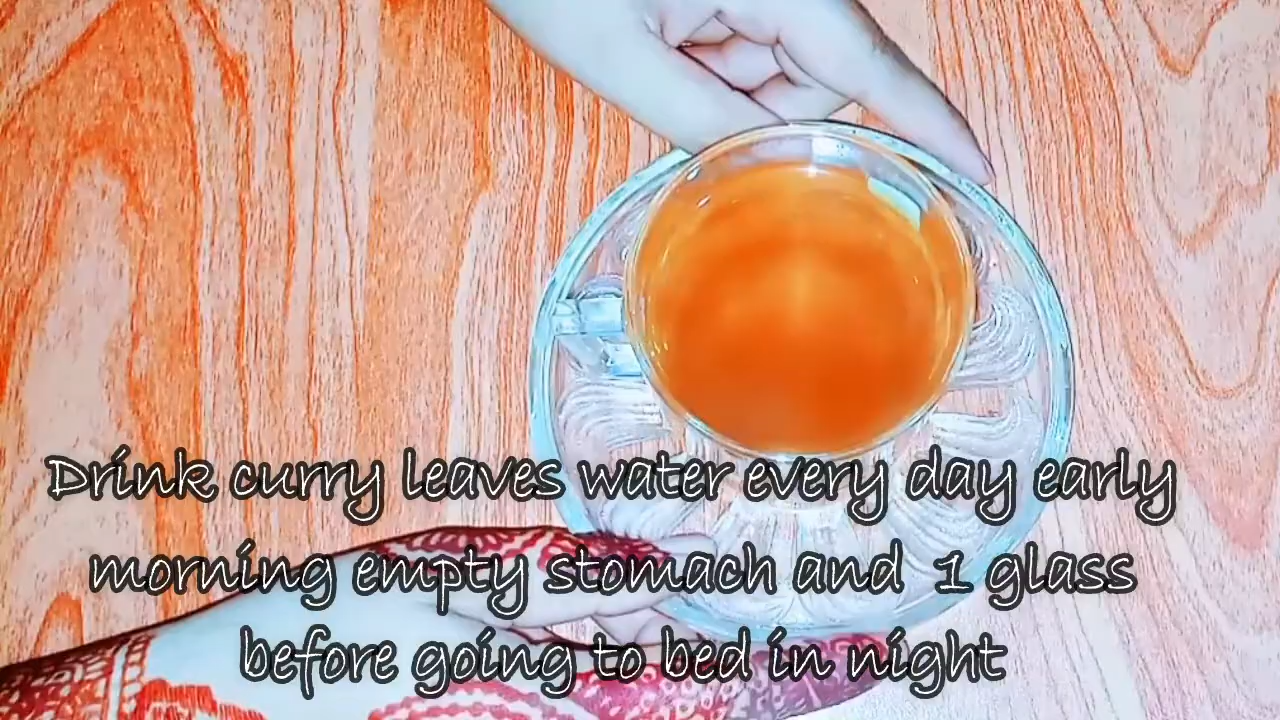 Drink curry leaves water every day early
morning empty stomach and 1 glass
before going to bed in night